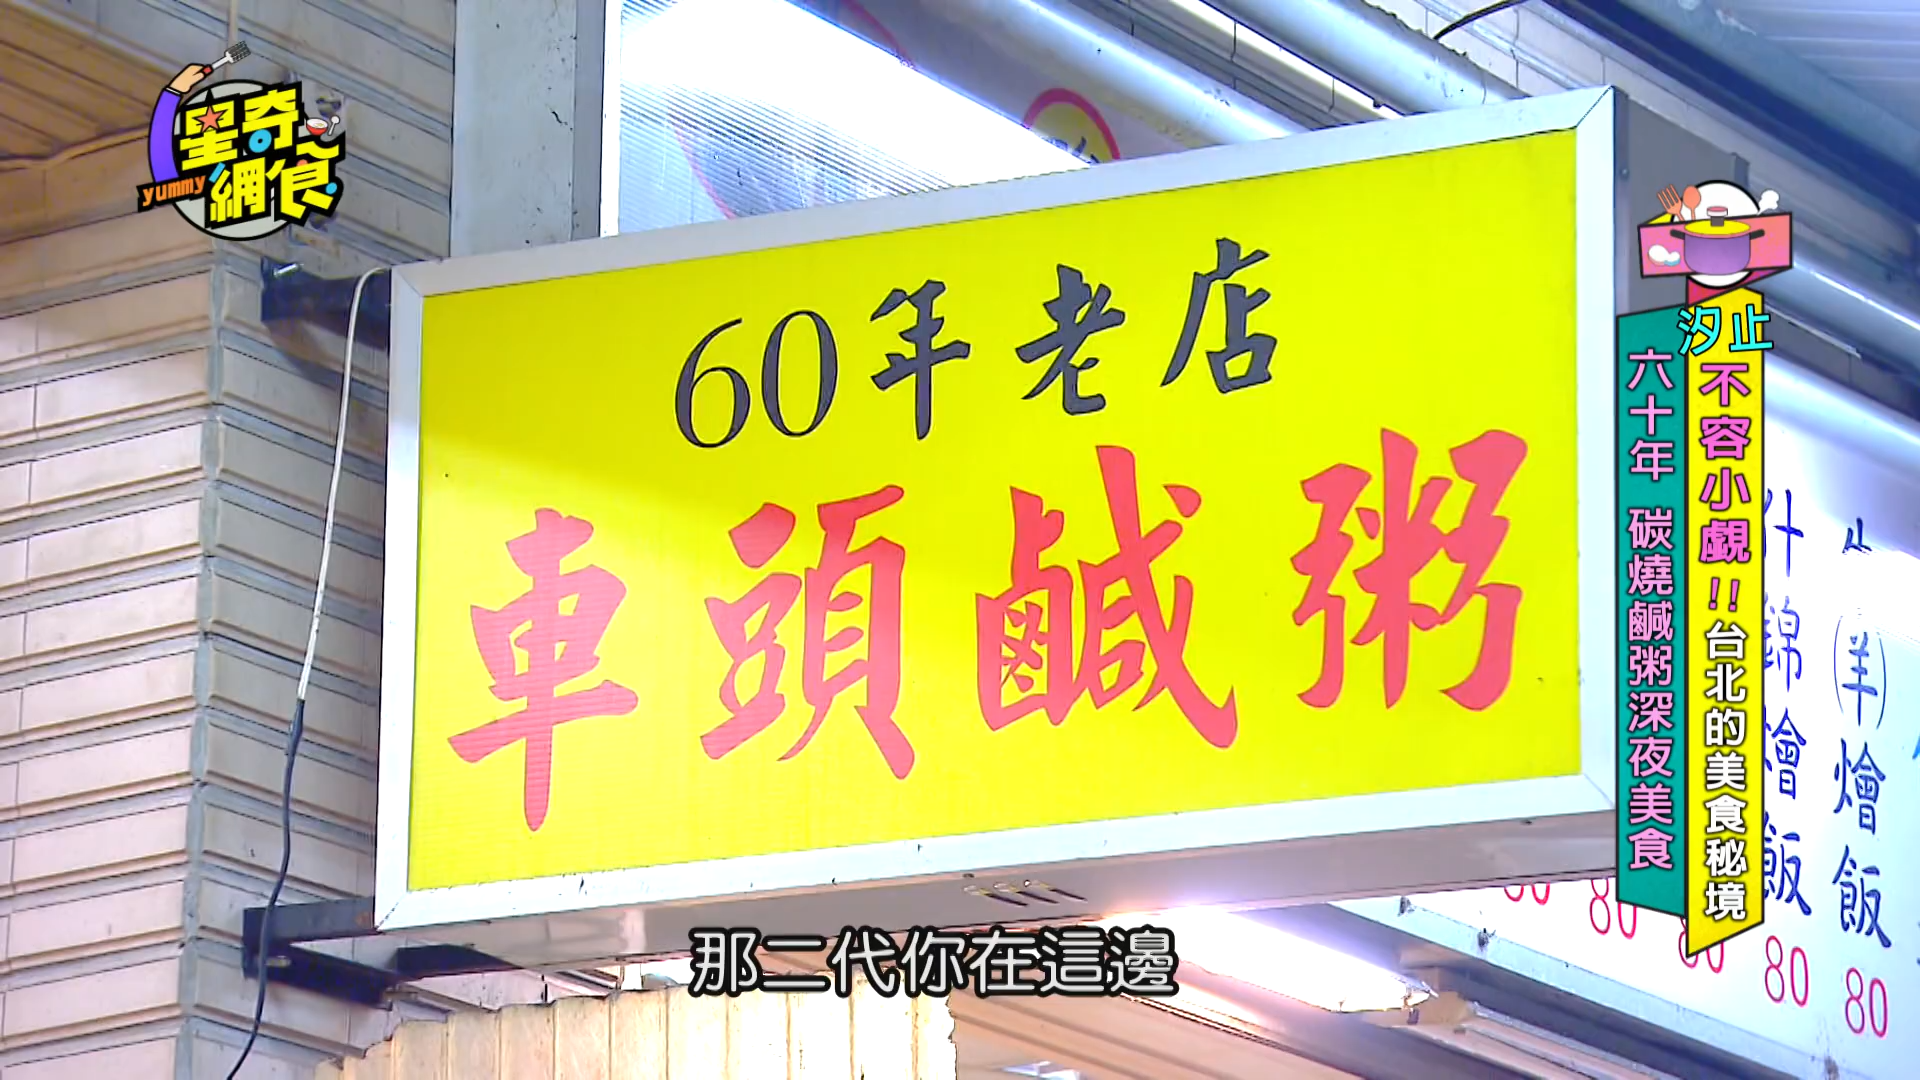 星奇
網食
yummy
60年老店
車頭鹹粥
汐止
不容小覷!!台北的美食秘境
六十年 碳燒鹹粥深夜美食
什錦燴飯
(羊)燴飯
80
80
80
那二代你在這邊